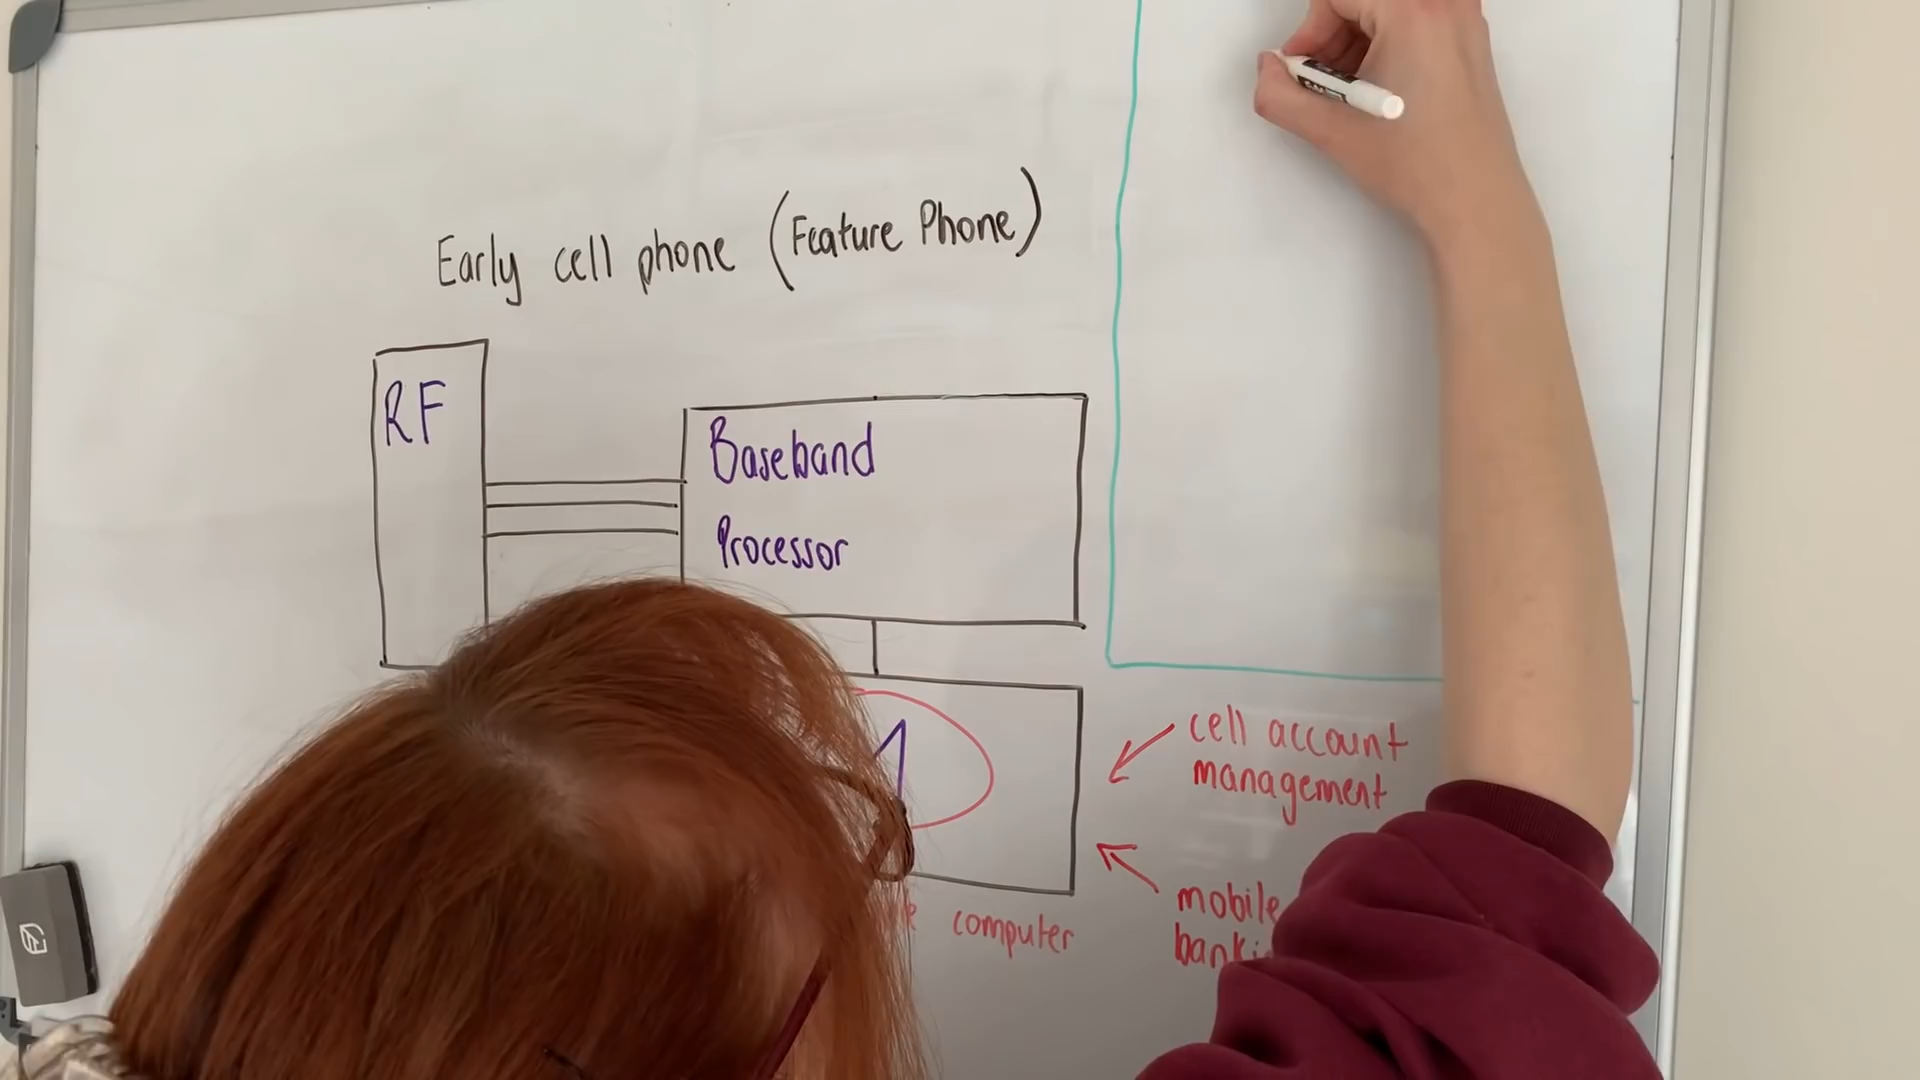 Early cell phone (Feature Phone)
RF
Baseband
Processor
cell account
management
computer
mobile